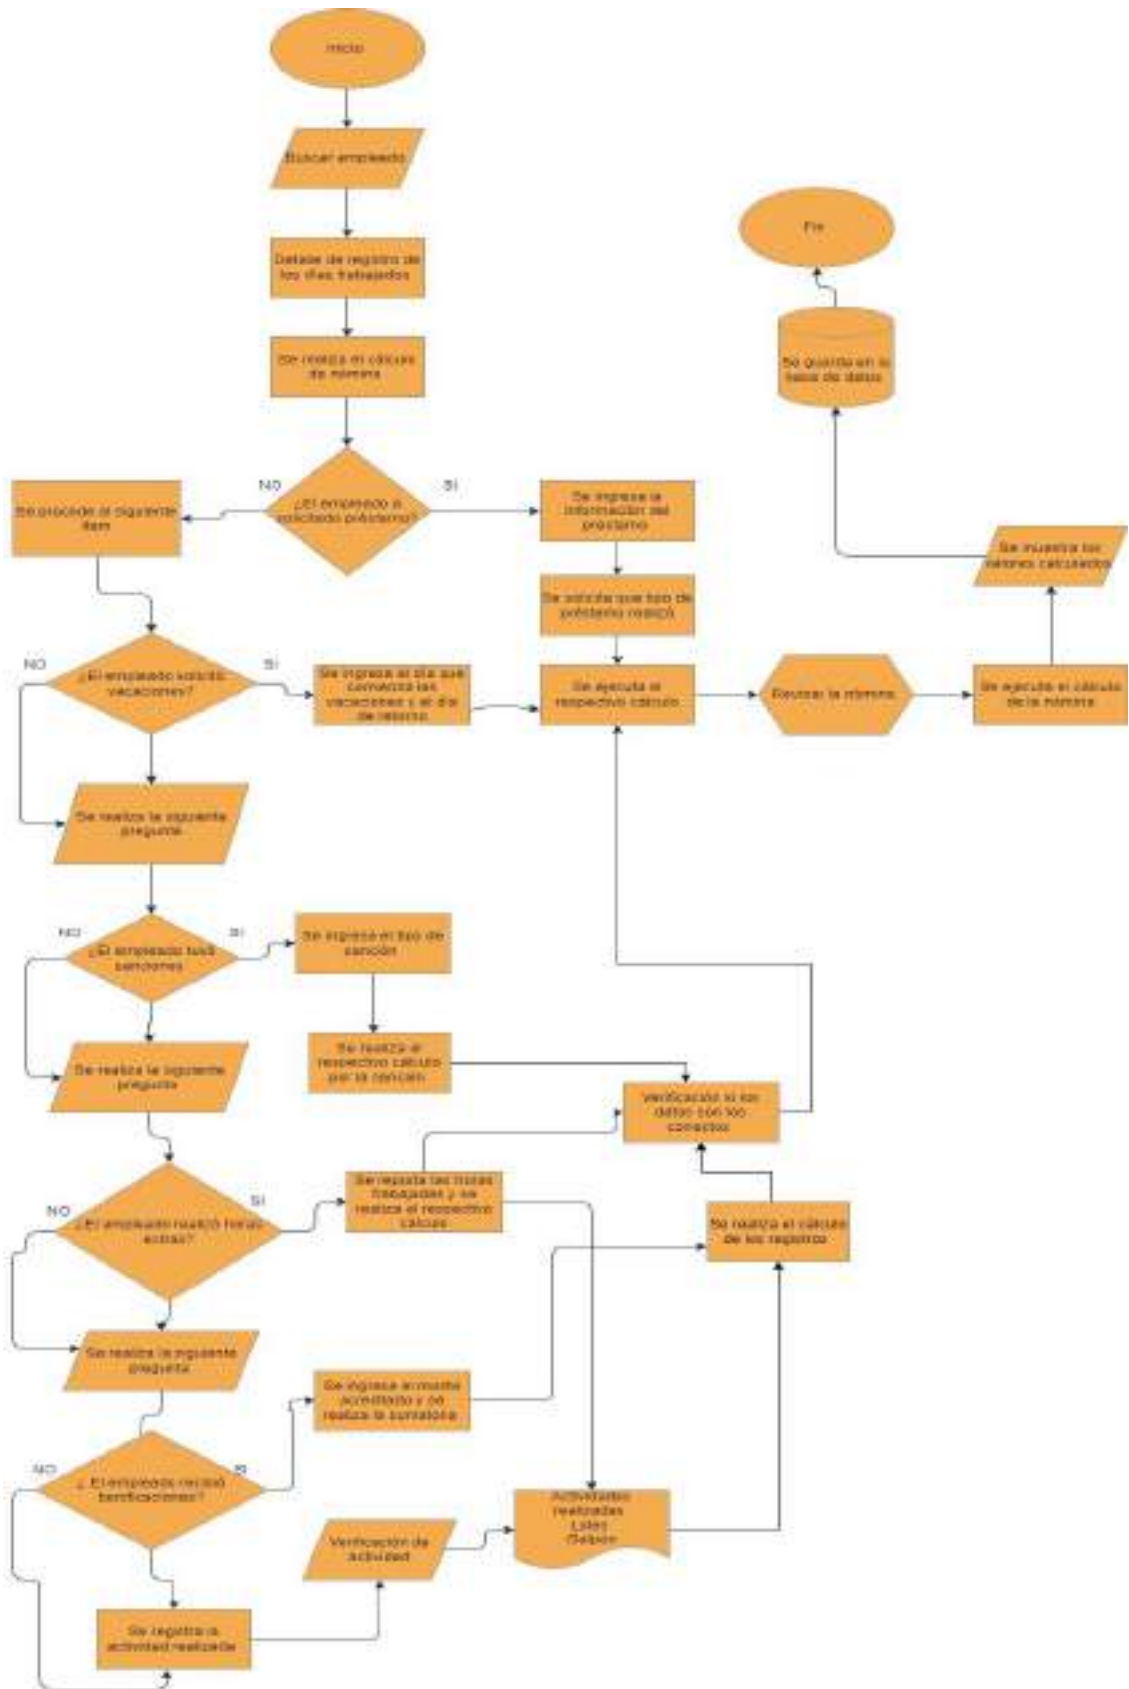 Inicio
Buscar empleado
Detalle de registro de
los días trabajados
Se realiza el cálculo
de nómina
¿El empleado a
solicitado préstamo?
NO
SI
Se procede al siguiente
item
Se ingresa la
información del
préstamo
Se solicita que tipo de
préstamo realizó
¿El empleado solicito
vacaciones?
NO
SI
Se ingresa el día que
comienza las
vacaciones y el día
de retorno
Se ejecuta el
respectivo cálculo
Revisar la nómina
Se ejecuta el cálculo
de la nómina
Se muestra los
valores calculados
Se guarda en la
base de datos
Fin
Se realiza la siguiente
pregunta
¿El empleado tuvo
sanciones
NO
SI
Se ingresa el tipo de
sanción
Se realiza el
respectivo cálculo
por la sanción
Se realiza la siguiente
pregunta
Verificación si los
datos son los
correctos
¿El empleado realizó horas
extras?
NO
SI
Se reporta las horas
trabajadas y se
realiza el respectivo
cálculo
Se realiza el cálculo
de los registros
Se realiza la siguiente
pregunta
Se ingresa el monto
acreditado y se
realiza la sumatoria
¿ El empleado recibió
NO
SI
Verificación de
actividad
Actividades
realizadas
Lotes
Galpón
Se registra la
actividad realizada